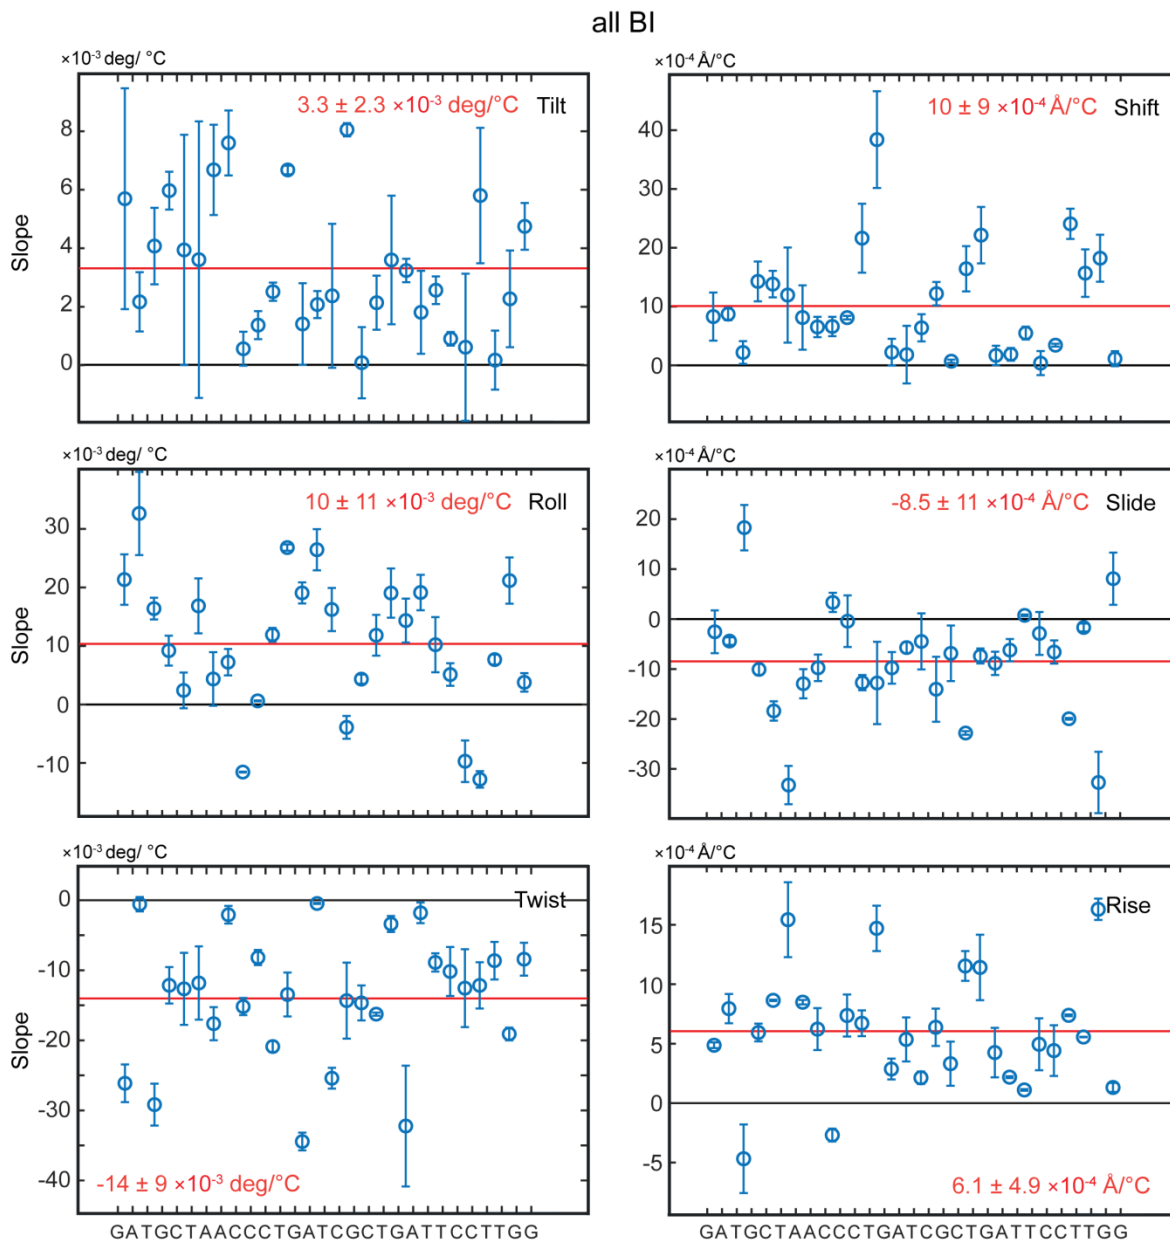 all BI
×10⁻³ deg/ °C
3.3 ± 2.3 ×10⁻³ deg/°C Tilt
8
6
4
2
0
Slope
×10⁻⁴ Å/°C
10 ± 9 ×10⁻⁴ Å/°C Shift
40
30
20
10
0
×10⁻³ deg/ °C
10 ± 11 ×10⁻³ deg/°C Roll
30
20
10
0
-10
Slope
×10⁻⁴ Å/°C
-8.5 ± 11 ×10⁻⁴ Å/°C Slide
20
10
0
-10
-20
-30
×10⁻³ deg/ °C
Twist
0
-10
-20
-30
-40
Slope
-14 ± 9 ×10⁻³ deg/°C
GATGCTAACCCTGATCGCTGATTCCTTGG
×10⁻⁴ Å/°C
Rise
15
10
5
0
-5
6.1 ± 4.9 ×10⁻⁴ Å/°C
GATGCTAACCCTGATCGCTGATTCCTTGG